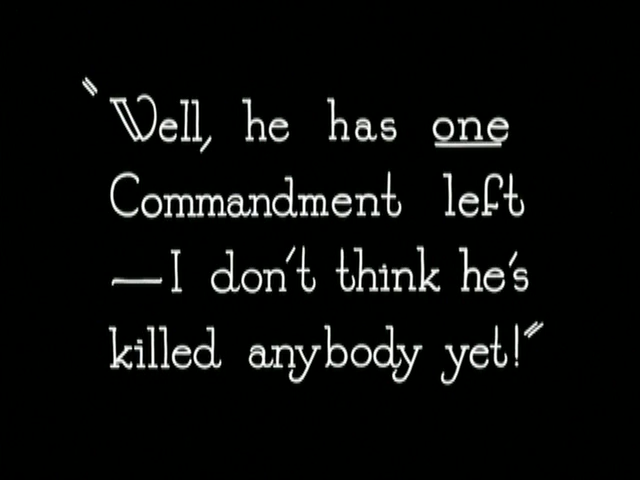 "Well, he has one
Commandment left
—I don't think he's
killed anybody yet!"